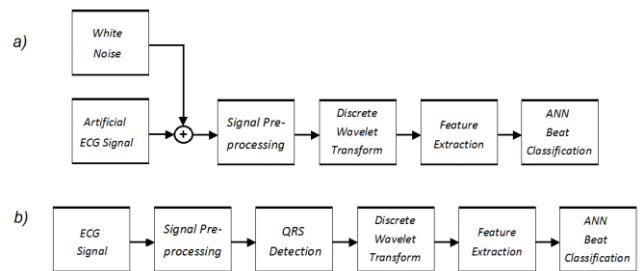 a)
White
Noise
Artificial
ECG Signal
+
Signal Pre-
processing
Discrete
Wavelet
Transform
Feature
Extraction
ANN
Beat
Classification
b)
ECG
Signal
Signal Pre-
processing
QRS
Detection
Discrete
Wavelet
Transform
Feature
Extraction
ANN
Beat
Classification